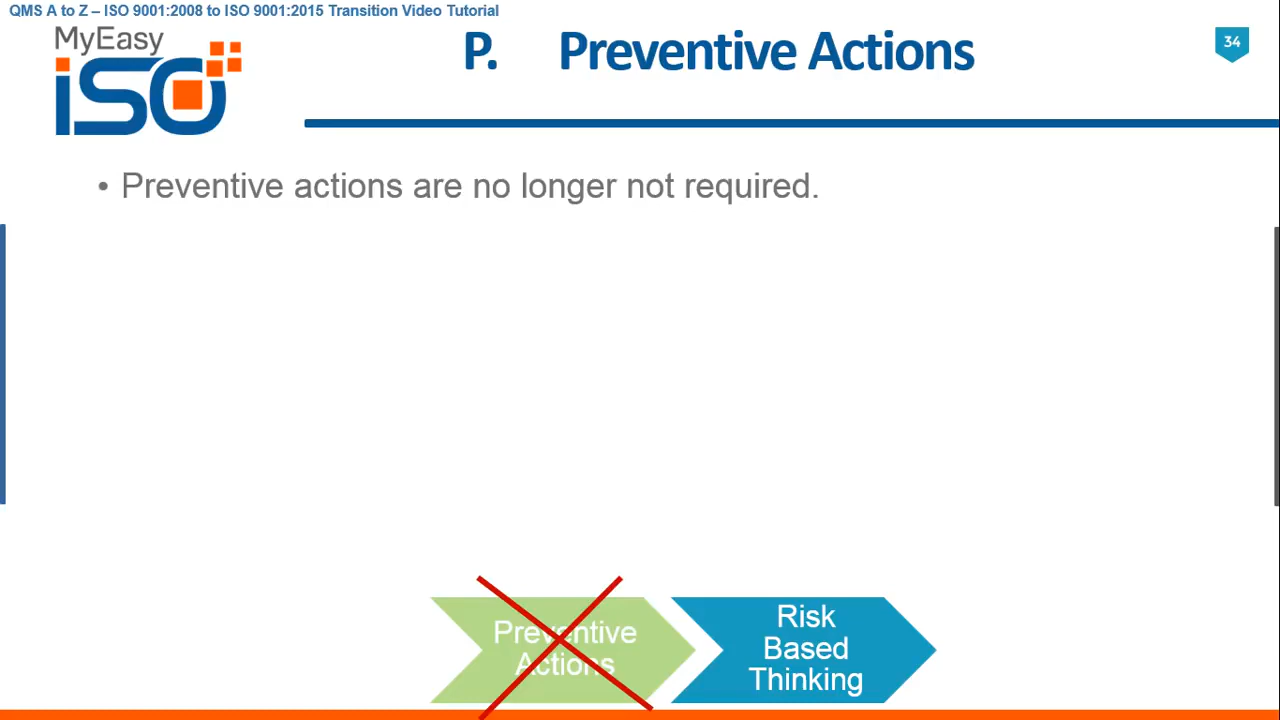 QMS A to Z – ISO 9001:2008 to ISO 9001:2015 Transition Video Tutorial
MyEasy
iSO
P. Preventive Actions
34
• Preventive actions are no longer not required.
Preventive
Actions
Risk
Based
Thinking